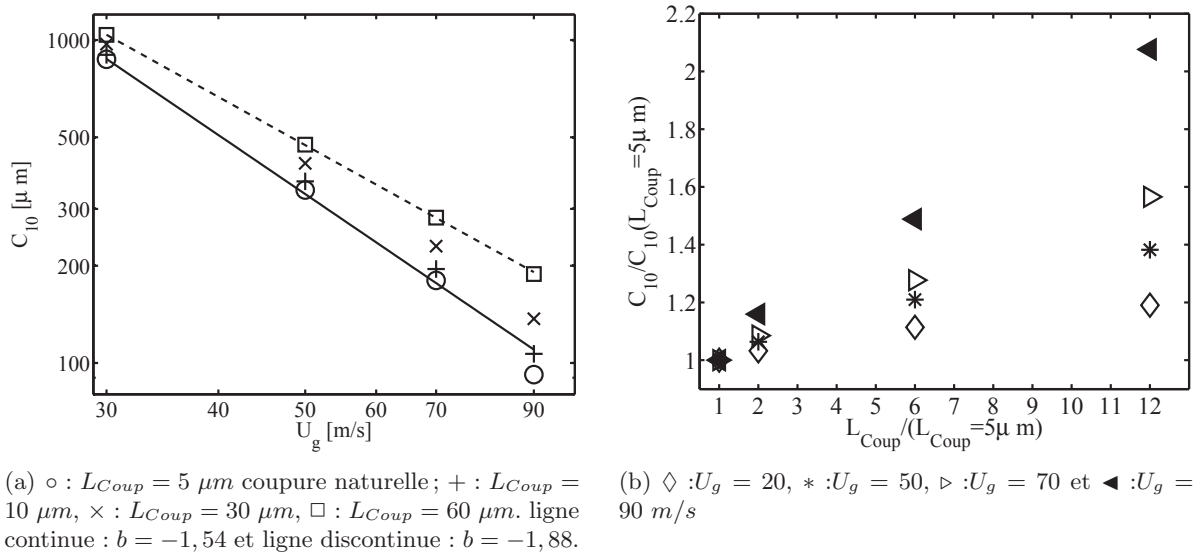 1000
500
300
200
100
C10 [µ m]
30
40
50
60
70
90
Ug [m/s]
2.2
2
1.8
1.6
1.4
1.2
1
C10/C10(LCoup=5µ m)
1 2 3 4 5 6 7 8 9 10 11 12
LCoup/(LCoup=5µ m)
(a) ○ : LCoup = 5 µm coupure naturelle ; + : LCoup =
10 µm, × : LCoup = 30 µm, □ : LCoup = 60 µm. ligne
continue : b = −1, 54 et ligne discontinue : b = −1, 88.
(b) ◊ :Ug = 20, ∗ :Ug = 50, ▷ :Ug = 70 et ◀ :Ug =
90 m/s